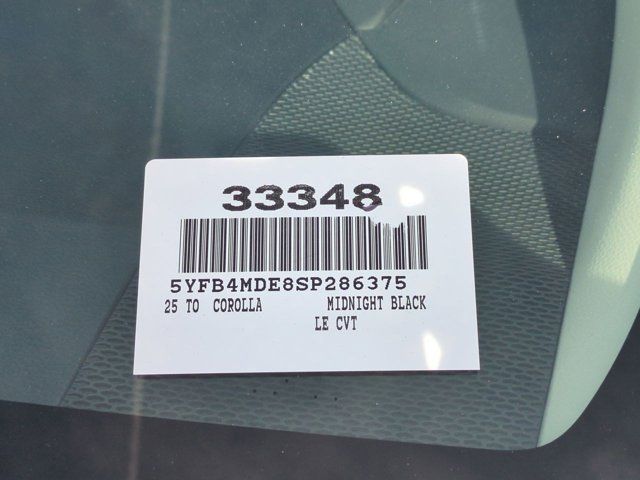 33348
5YFB4MDE8SP286375
25 TO COROLLA MIDNIGHT BLACK
LE CVT